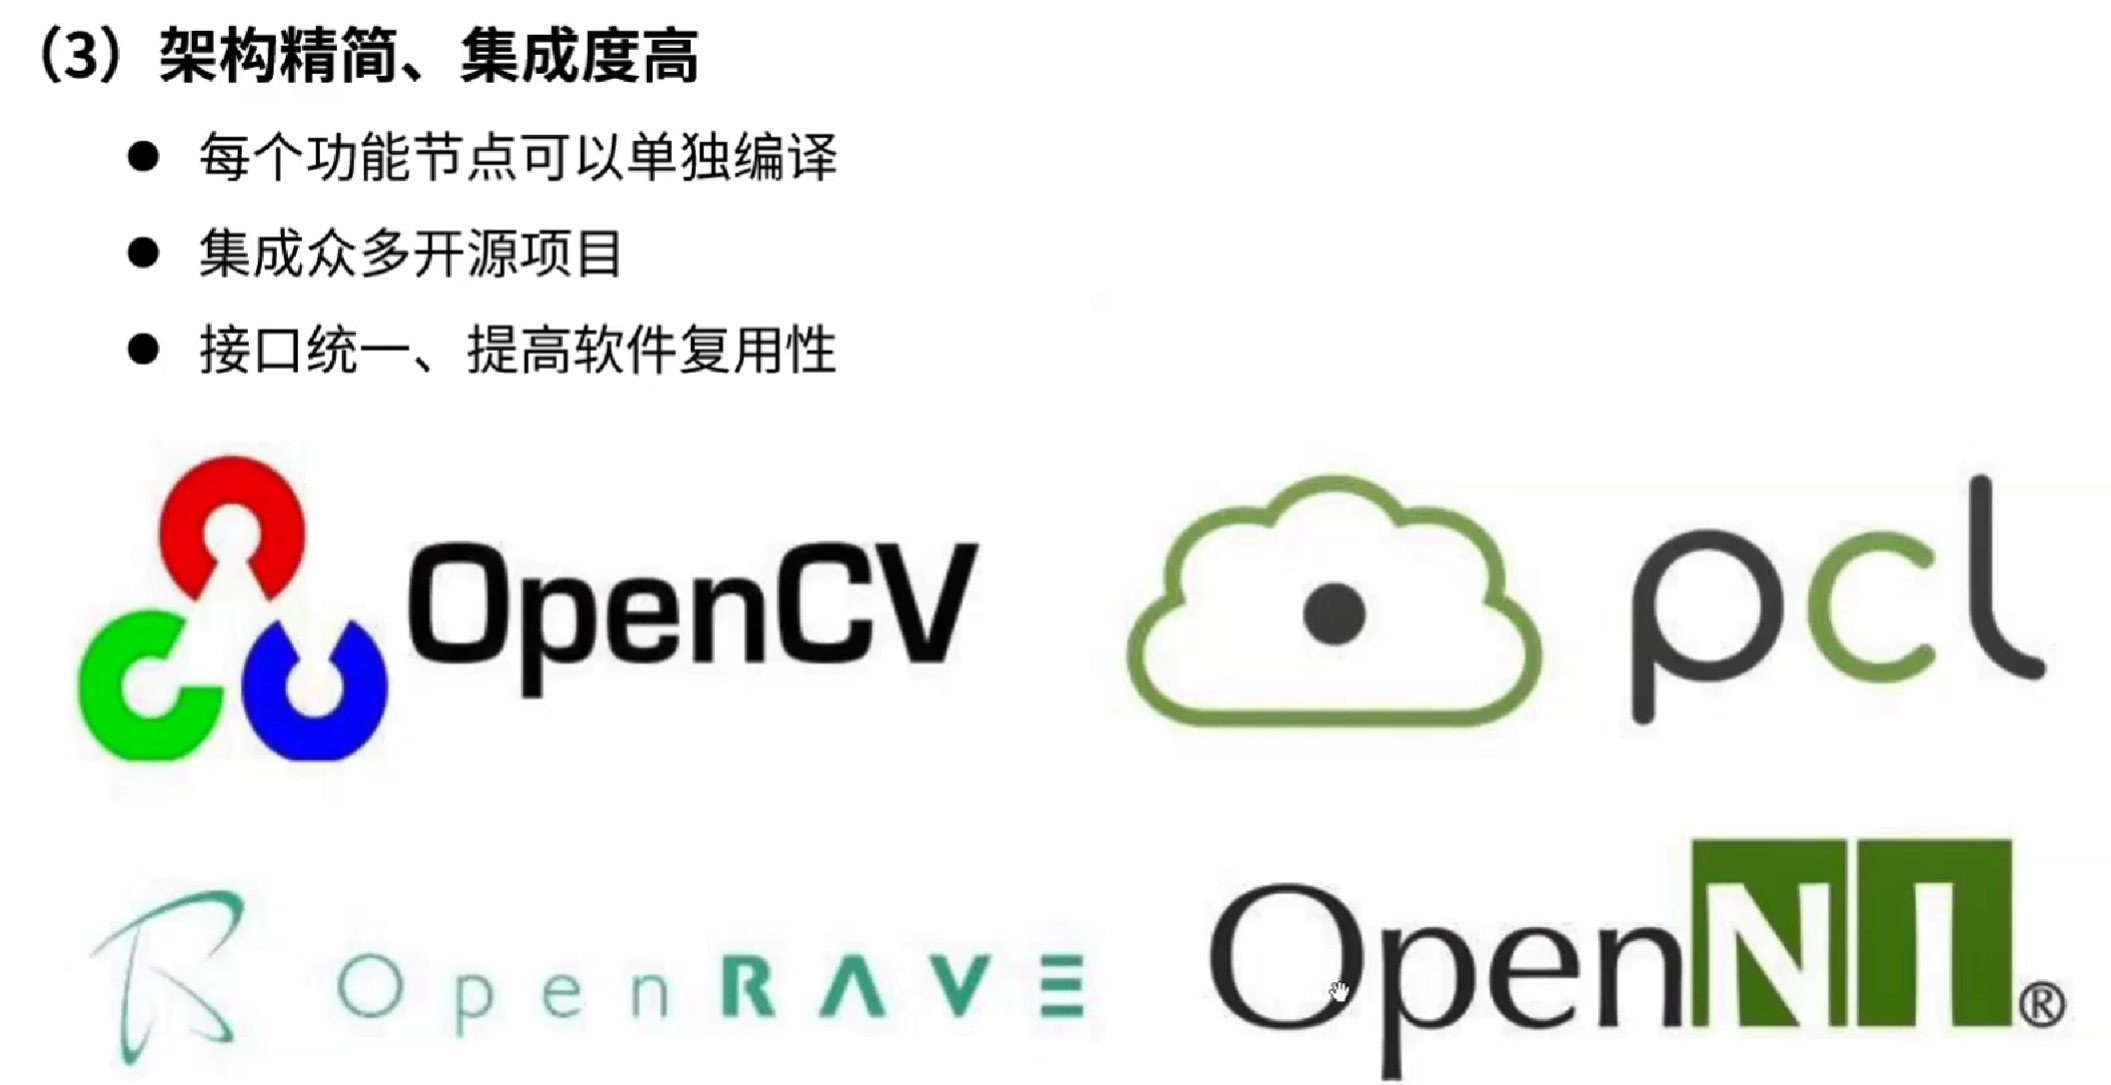 （3）架构精简、集成度高
● 每个功能节点可以单独编译
● 集成众多开源项目
● 接口统一、提高软件复用性
OpenCV
pcl
OpenRAVE
OpenNI®